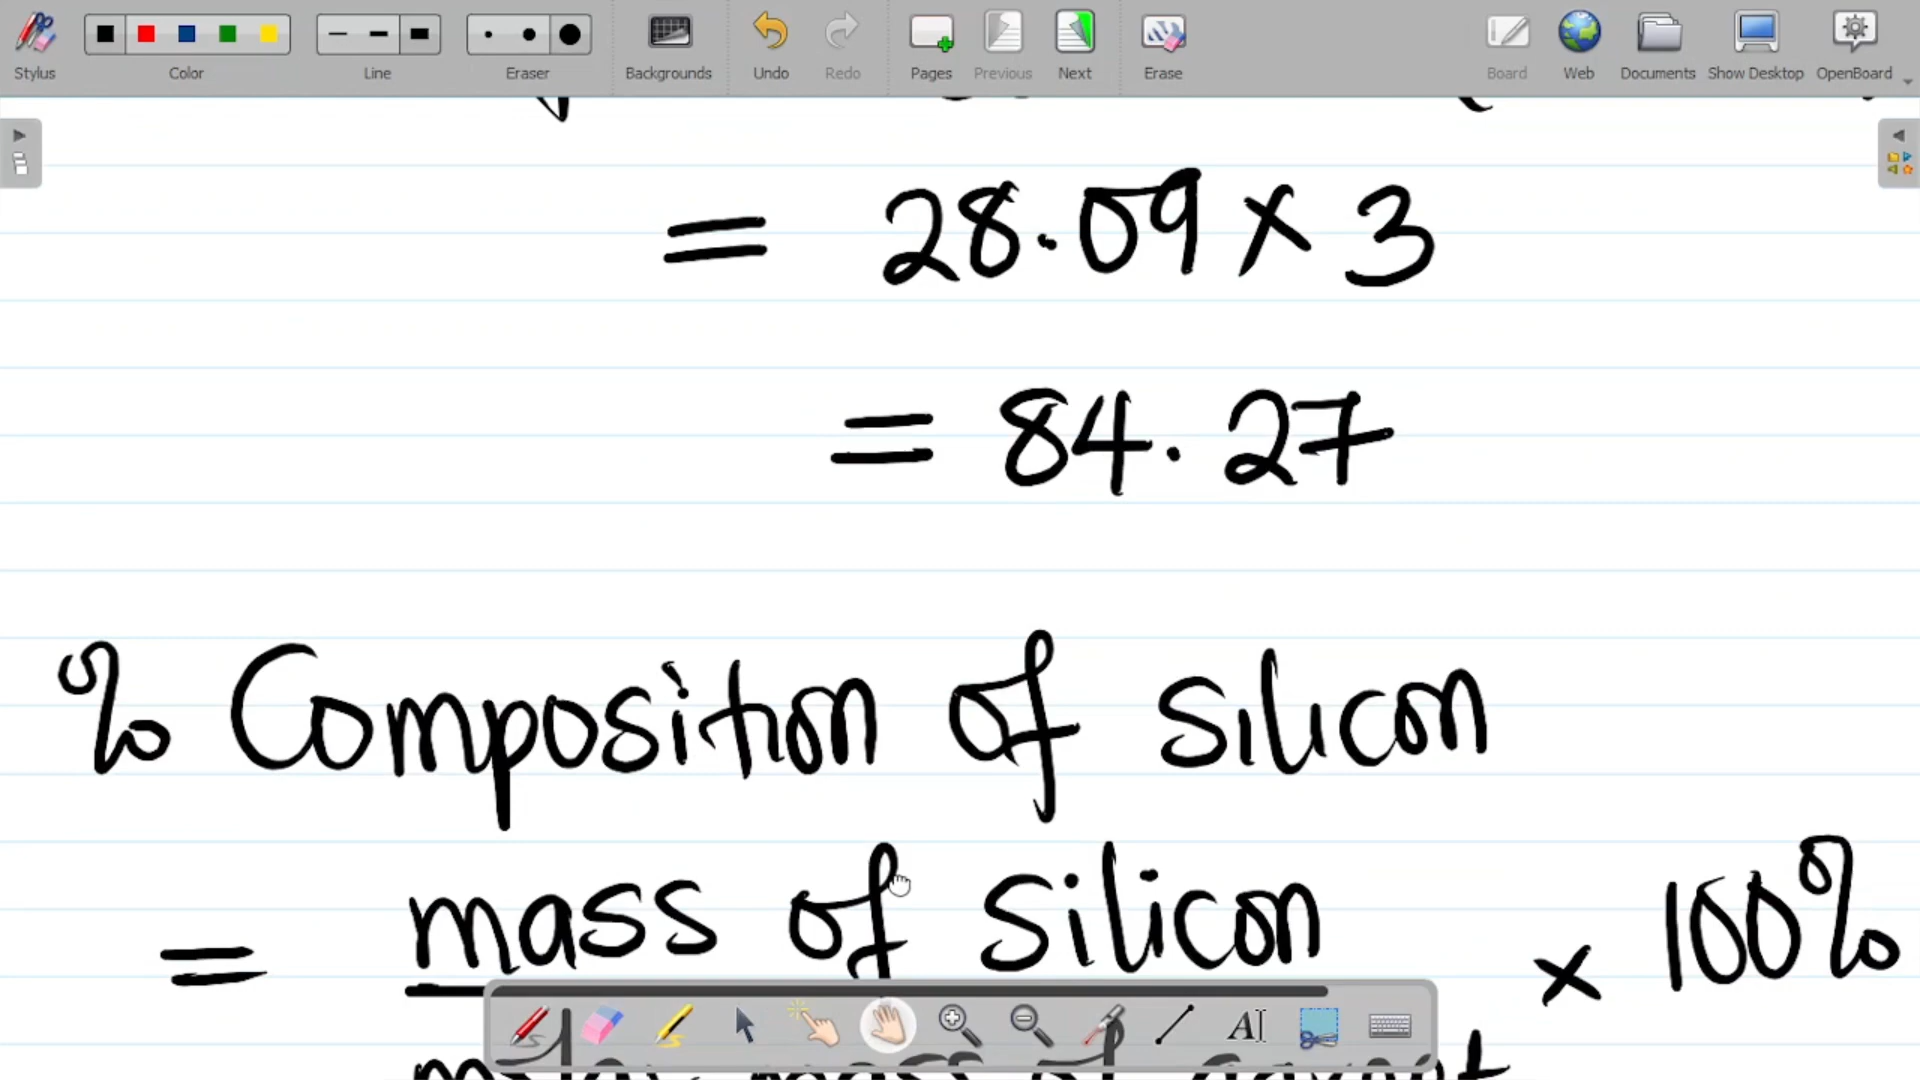 Stylus Color Line Eraser Backgrounds Undo Redo Pages Previous Next Erase Board Web Documents Show Desktop OpenBoard
= 28.09 × 3
= 84.27
% Composition of silicon
= mass of silicon × 100%